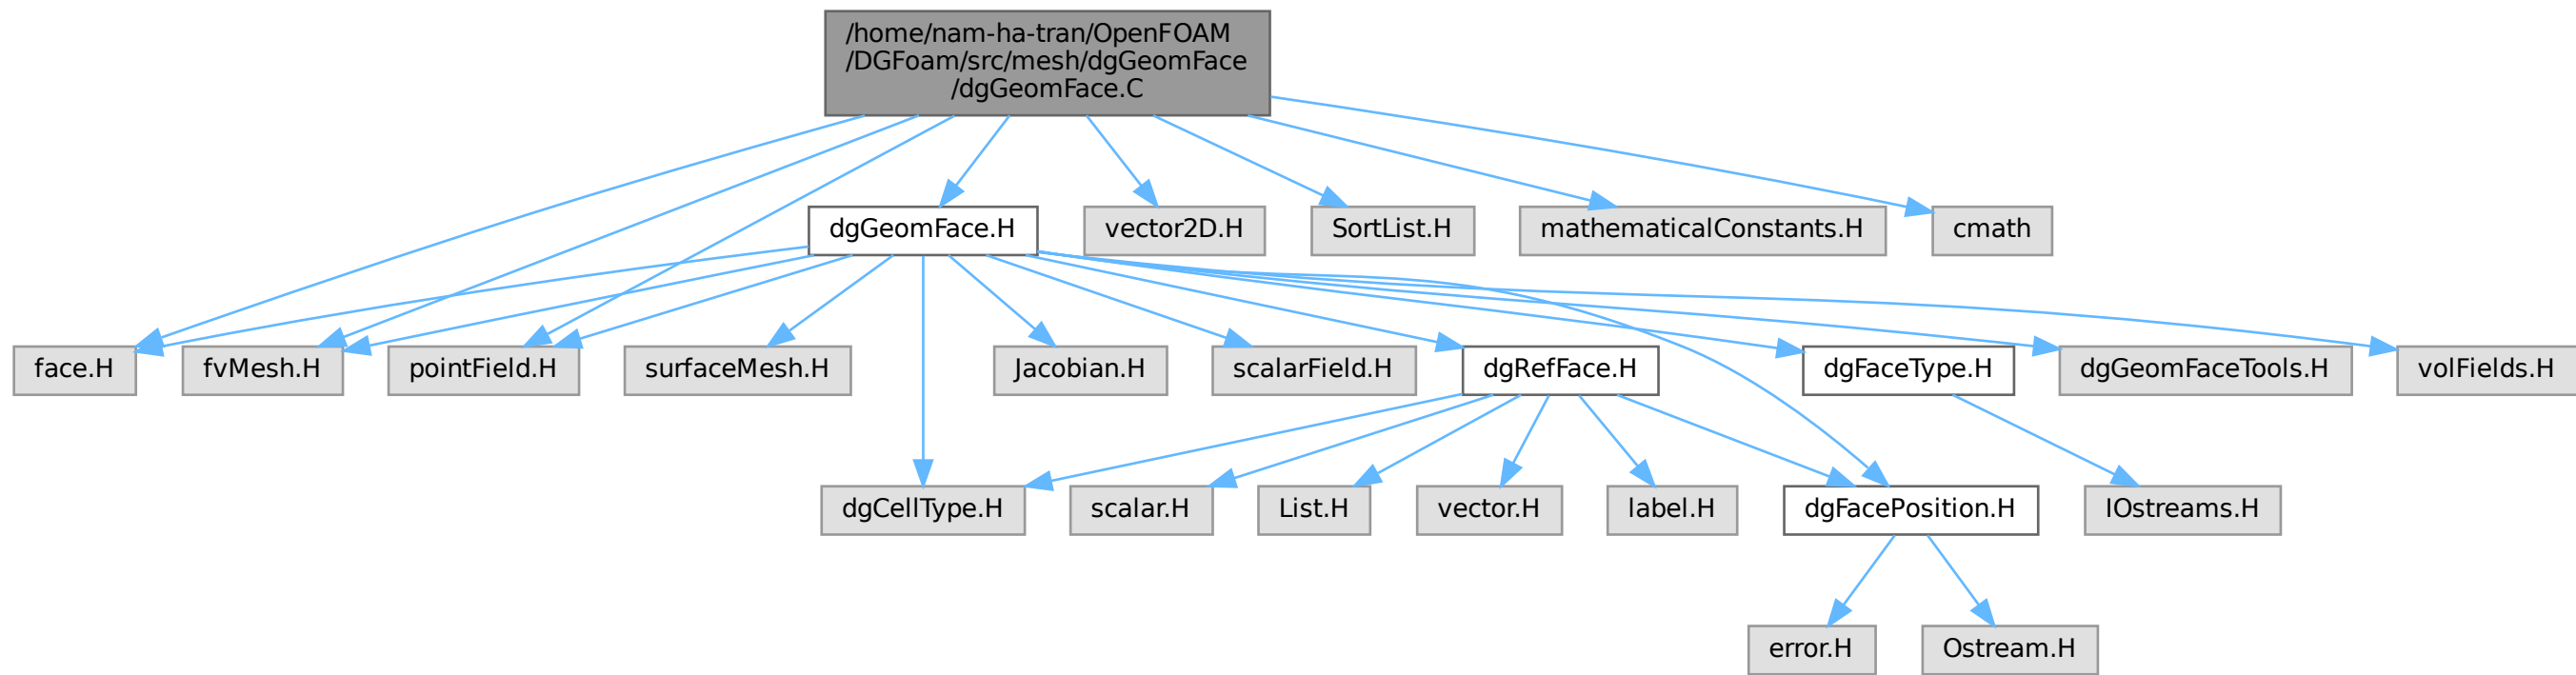 /home/nam-ha-tran/OpenFOAM
/DGFoam/src/mesh/dgGeomFace
/dgGeomFace.C
dgGeomFace.H
vector2D.H
SortList.H
mathematicalConstants.H
cmath
face.H
fvMesh.H
pointField.H
surfaceMesh.H
Jacobian.H
scalarField.H
dgRefFace.H
dgFaceType.H
dgGeomFaceTools.H
volFields.H
dgCellType.H
scalar.H
List.H
vector.H
label.H
dgFacePosition.H
IOstreams.H
error.H
Ostream.H